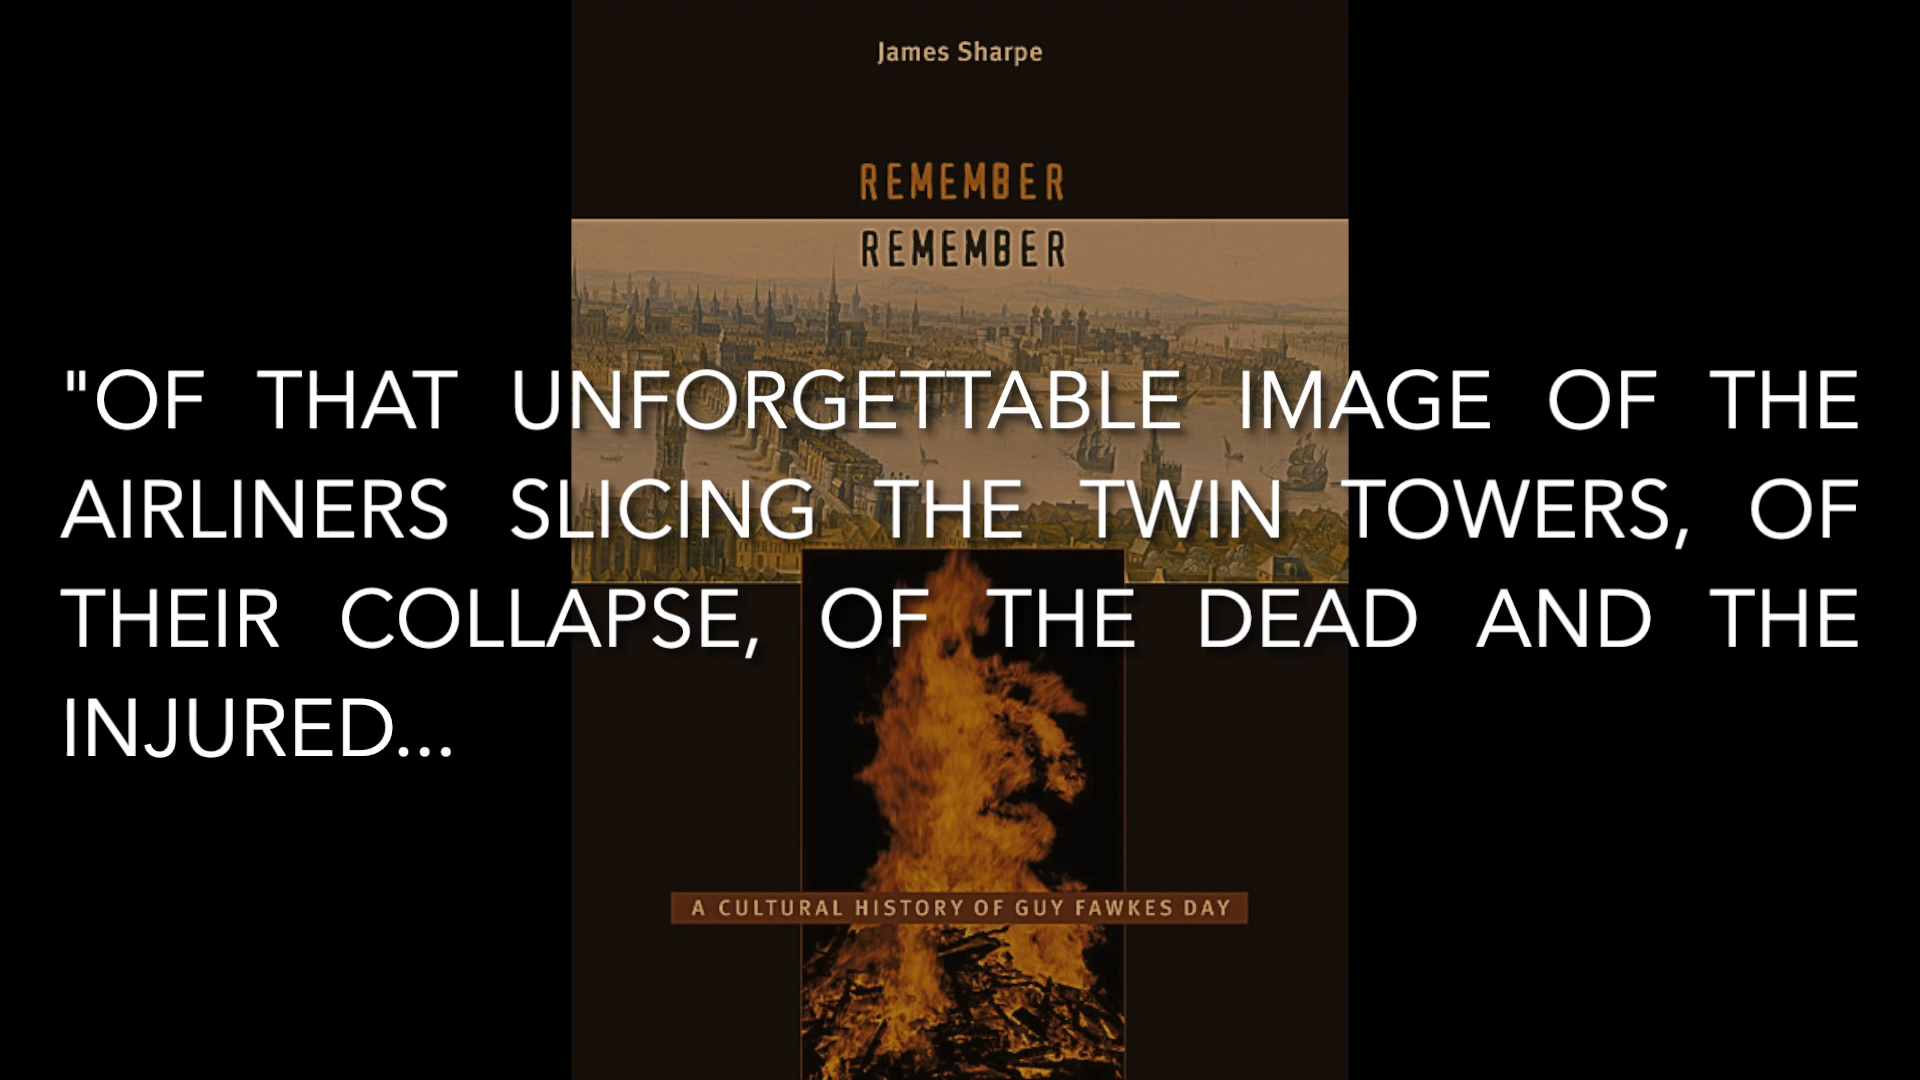 James Sharpe
REMEMBER
REMEMBER
"OF THAT UNFORGETTABLE IMAGE OF THE
AIRLINERS SLICING THE TWIN TOWERS, OF
THEIR COLLAPSE, OF THE DEAD AND THE
INJURED...
A CULTURAL HISTORY OF GUY FAWKES DAY